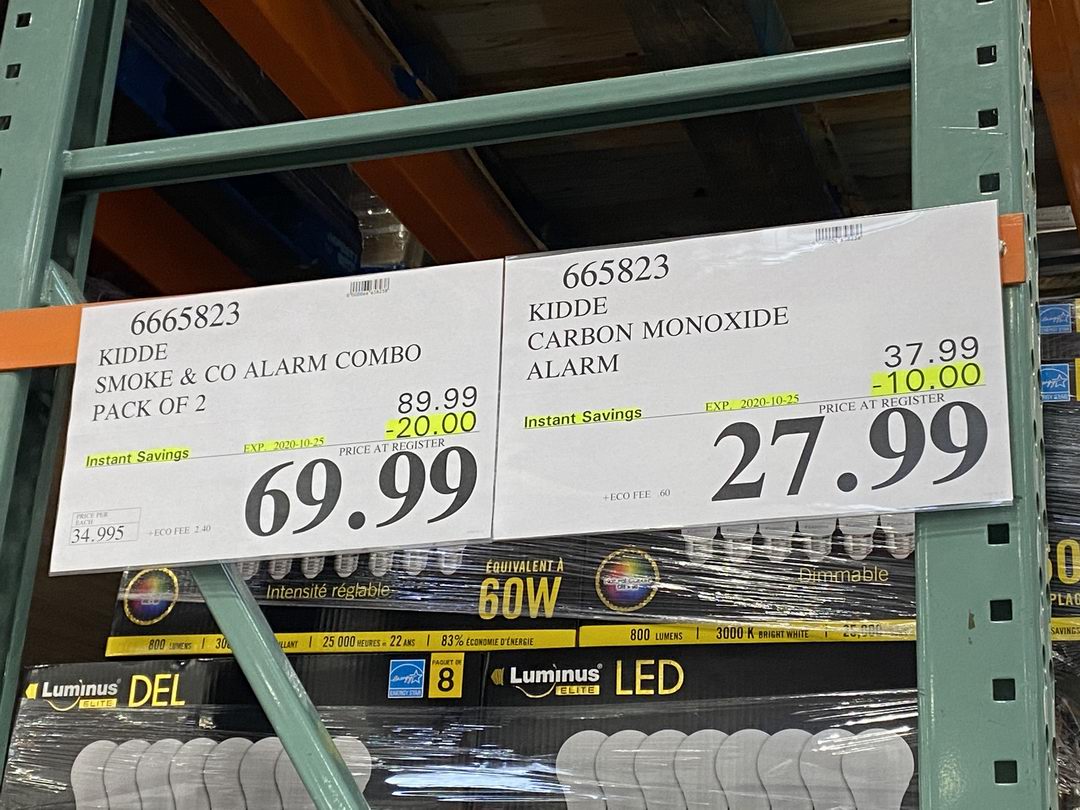 6665823
KIDDE
SMOKE & CO ALARM COMBO
PACK OF 2
89.99
-20.00
Instant Savings
EXP. 2020-10-25
PRICE AT REGISTER
69.99
PRICE PER
EACH
34.995
+ECO FEE 2.40
665823
KIDDE
CARBON MONOXIDE
ALARM
37.99
-10.00
Instant Savings
EXP. 2020-10-25
PRICE AT REGISTER
27.99
+ECO FEE .60
Intensité réglable
ÉQUIVALENT À
60W
Dimmable
800 LUMENS
25 000 HEURES = 22 ANS
83% ÉCONOMIE D'ÉNERGIE
800 LUMENS
3000 K BRIGHT WHITE
Luminus
ELITE
DEL
ENERGY STAR
PAQUET DE
8
Luminus
ELITE
LED